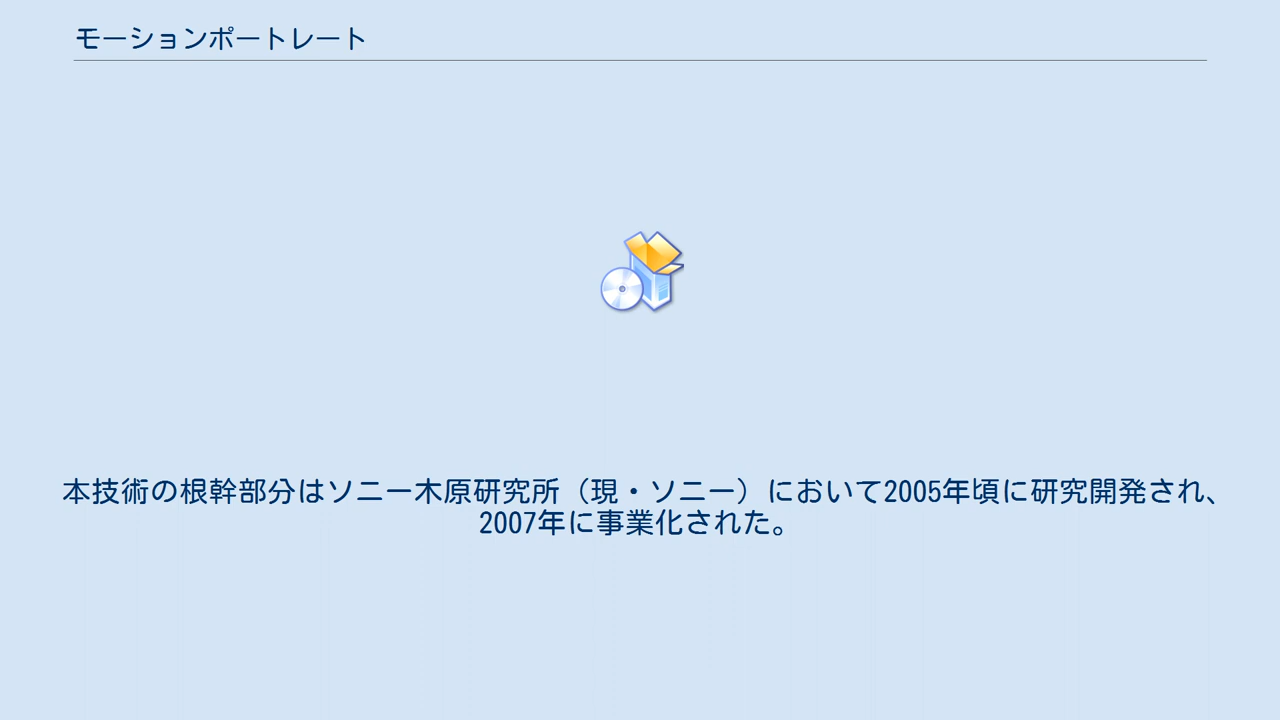 モーションポートレート
本技術の根幹部分はソニー木原研究所（現・ソニー）において2005年頃に研究開発され、
2007年に事業化された。